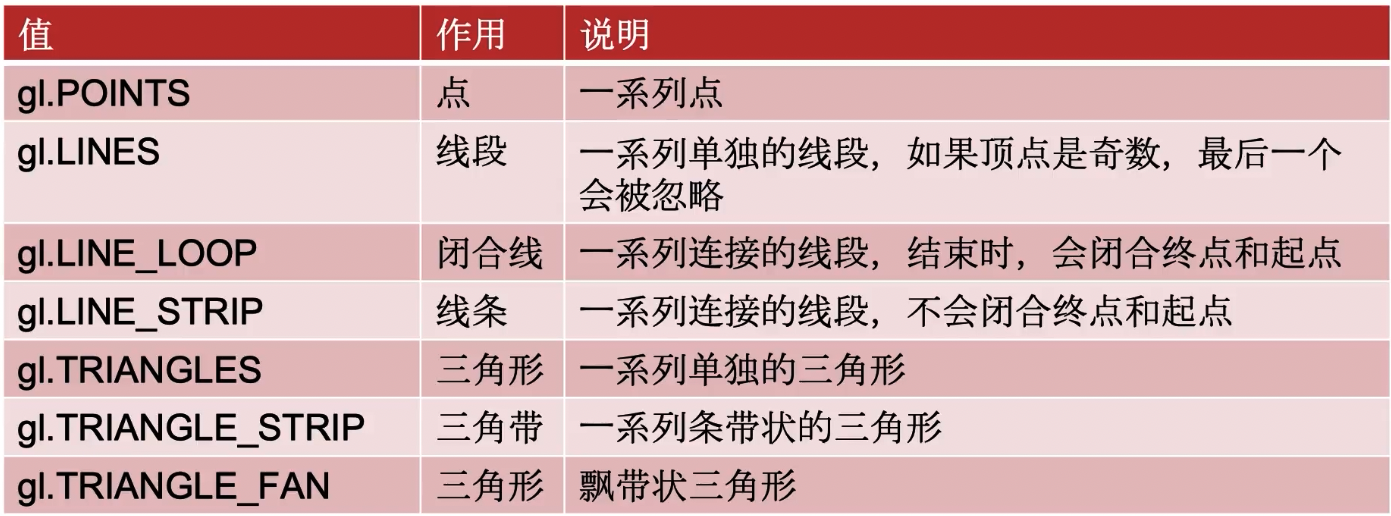 值 作用 说明
gl.POINTS 点 一系列点
gl.LINES 线段 一系列单独的线段，如果顶点是奇数，最后一个
会被忽略
gl.LINE_LOOP 闭合线 一系列连接的线段，结束时，会闭合终点和起点
gl.LINE_STRIP 线条 一系列连接的线段，不会闭合终点和起点
gl.TRIANGLES 三角形 一系列单独的三角形
gl.TRIANGLE_STRIP 三角带 一系列条带状的三角形
gl.TRIANGLE_FAN 三角形 飘带状三角形